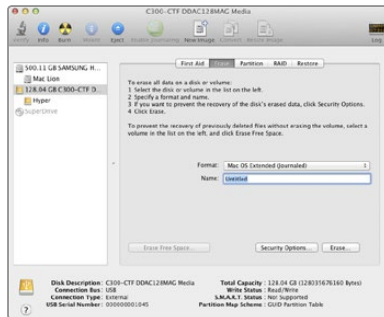 C300-CTF DDAC128MAC Media
Verify Info Burn Mount Eject Enable Journaling New Image Convert Resize Image Log
First Aid Erase Partition RAID Restore
500.11 GB SAMSUNG H...
Mac Lion
128.04 GB C300-CTF D...
Hyper
SuperDrive
To erase all data on a disk or volume:
1 Select the disk or volume in the list on the left.
2 Specify a format and name.
3 If you want to prevent the recovery of the disk's erased data, click Security Options.
4 Click Erase.
To prevent the recovery of previously deleted files without erasing the volume, select a
volume in the list on the left, and click Erase Free Space.
Format: Mac OS Extended (Journaled)
Name: Untitled
Erase Free Space... Security Options... Erase...
Disk Description: C300-CTF DDAC128MAC Media Total Capacity: 128.04 GB (128035676160 Bytes)
Connection Bus: USB Write Status: Read/Write
Connection Type: External S.M.A.R.T. Status: Not Supported
USB Serial Number: 000000001045 Partition Map Scheme: GUID Partition Table
?